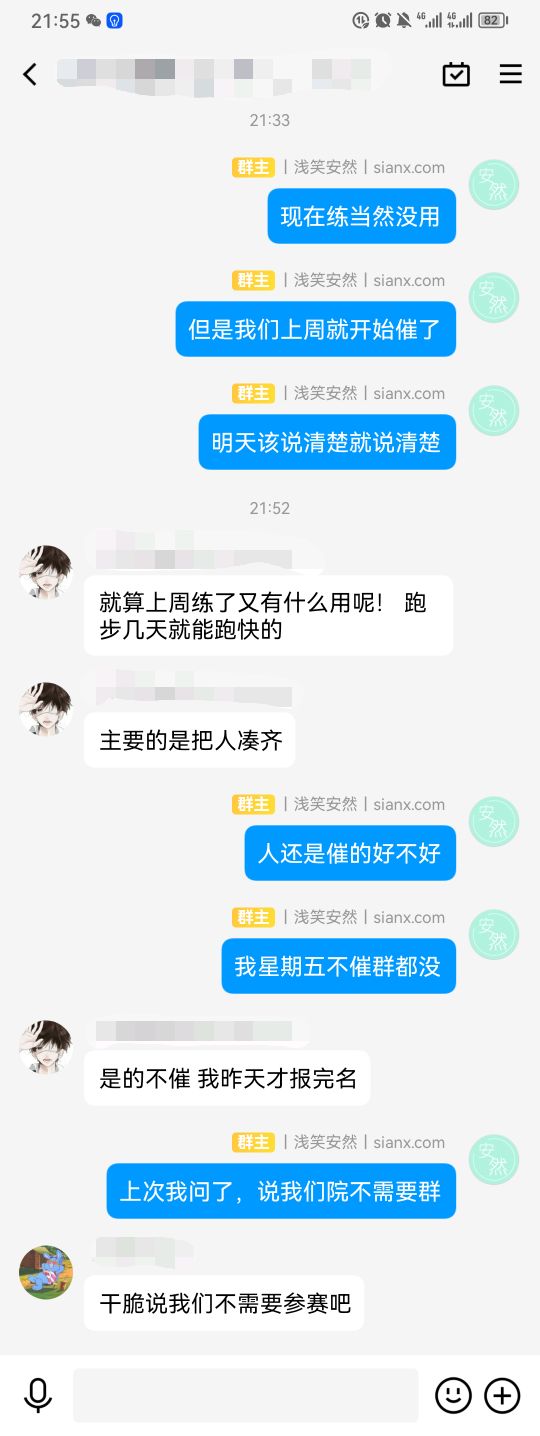 21:55
4G 4G 82
21:33
群主 | 浅笑安然 | sianx.com
安然
现在练当然没用
群主 | 浅笑安然 | sianx.com
安然
但是我们上周就开始催了
群主 | 浅笑安然 | sianx.com
安然
明天该说清楚就说清楚
21:52
就算上周练了又有什么用呢! 跑
步几天就能跑快的
主要的是把人凑齐
群主 | 浅笑安然 | sianx.com
安然
人还是催的好不好
群主 | 浅笑安然 | sianx.com
安然
我星期五不催群都没
是的不催 我昨天才报完名
群主 | 浅笑安然 | sianx.com
安然
上次我问了，说我们院不需要群
干脆说我们不需要参赛吧